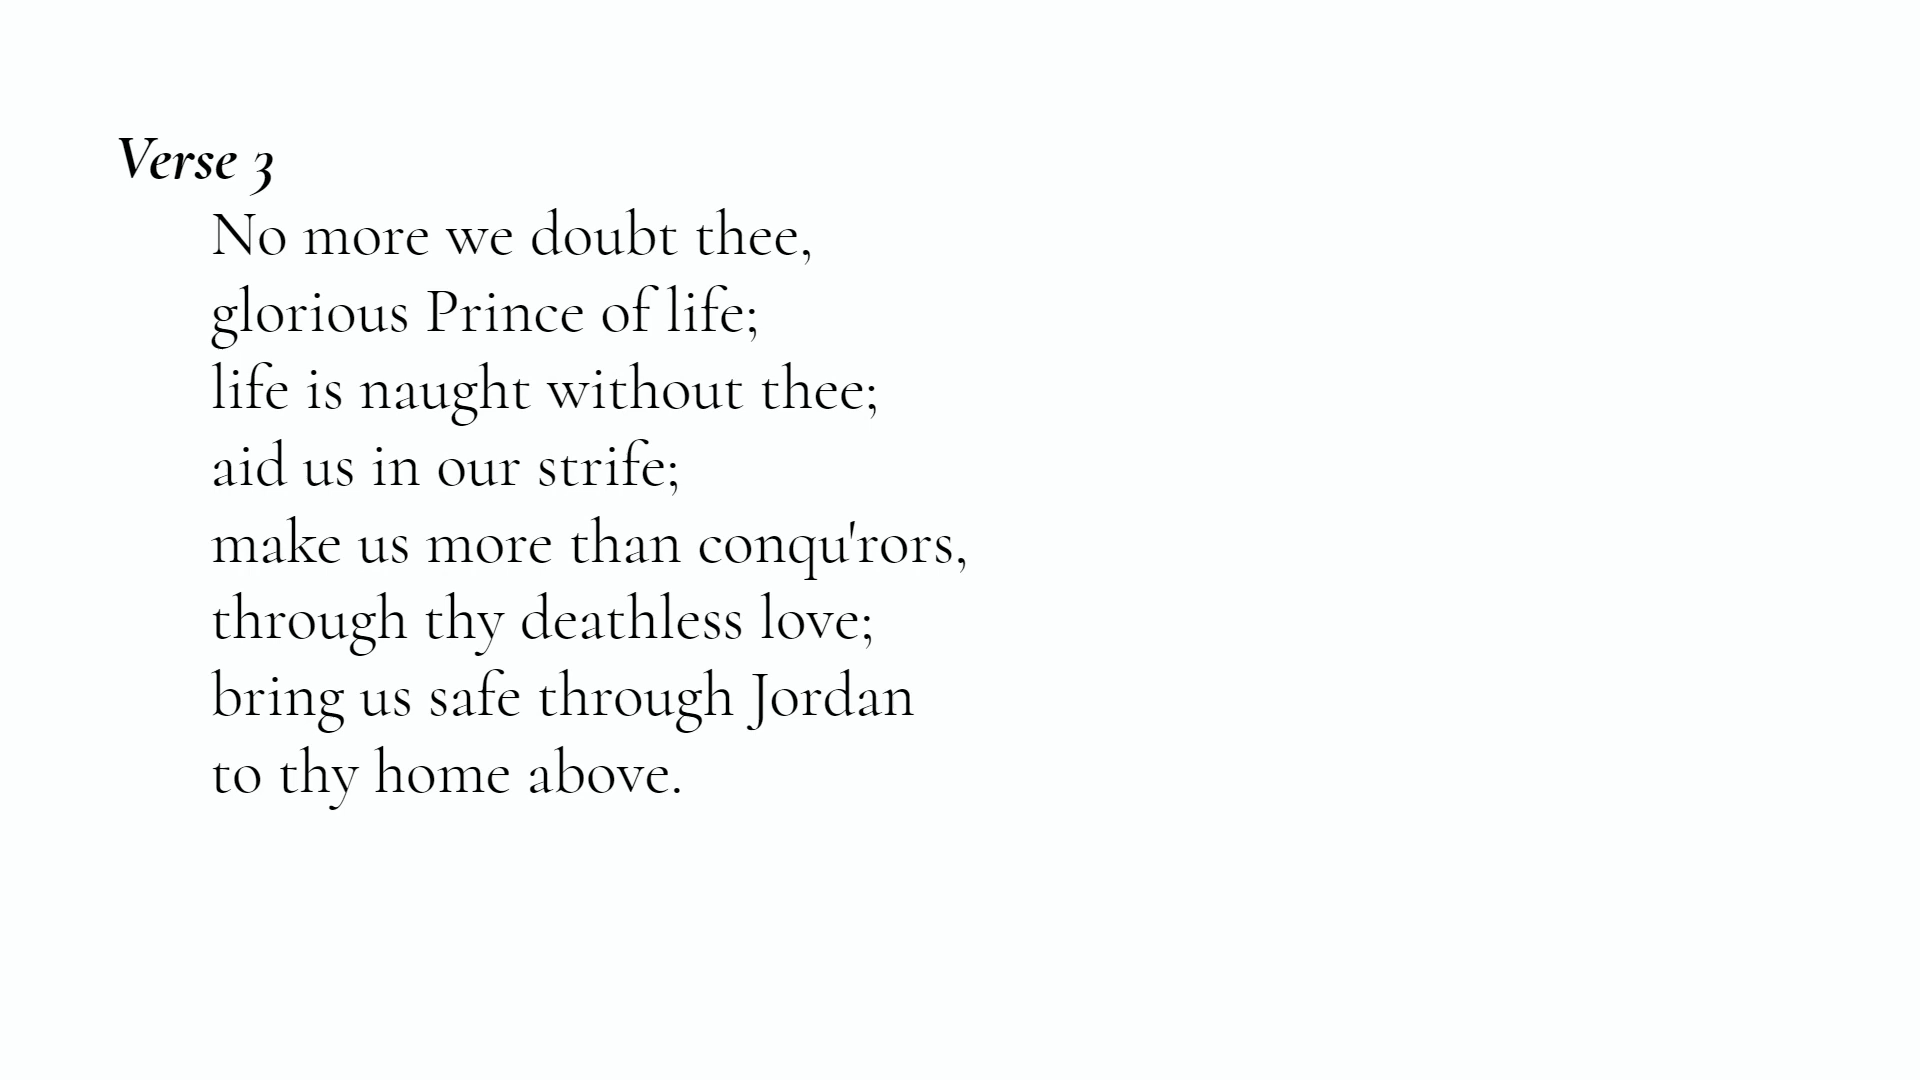 Verse 3
No more we doubt thee,
glorious Prince of life;
life is naught without thee;
aid us in our strife;
make us more than conqu'rors,
through thy deathless love;
bring us safe through Jordan
to thy home above.